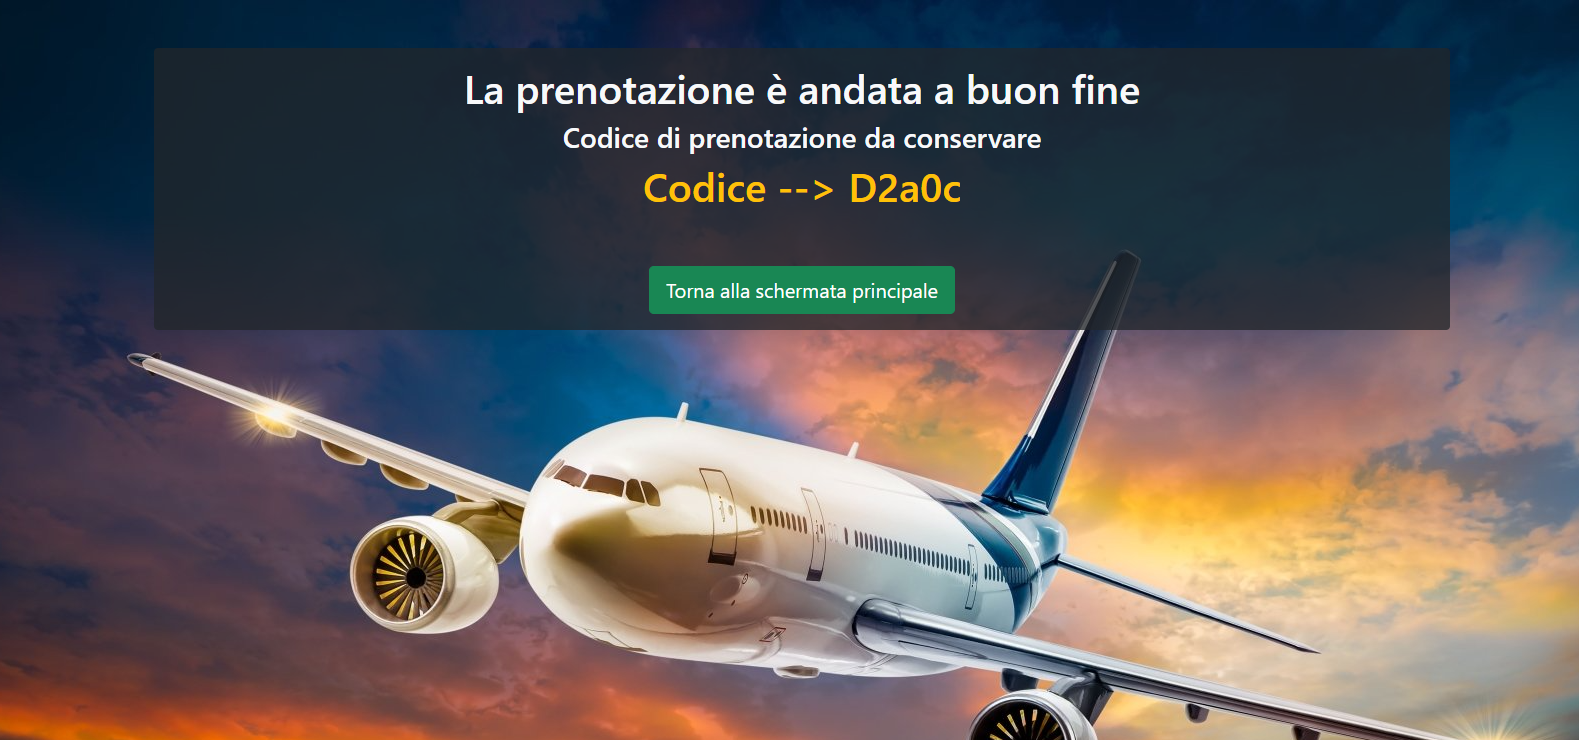 La prenotazione è andata a buon fine
Codice di prenotazione da conservare
Codice --> D2a0c
Torna alla schermata principale